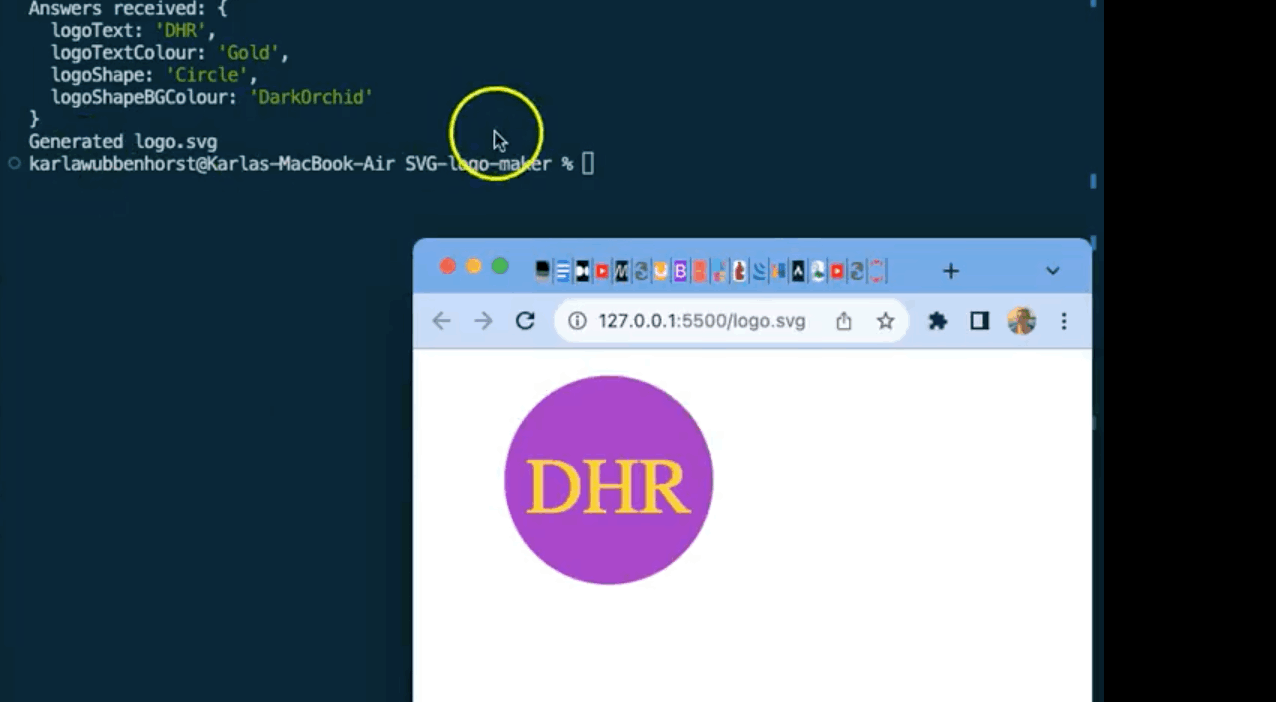 Answers received: {
logoText: 'DHR',
logoTextColour: 'Gold',
logoShape: 'Circle',
logoShapeBGColour: 'DarkOrchid'
}
Generated logo.svg
karlawubbenhorst@Karlas-MacBook-Air SVG-logo-maker %
127.0.0.1:5500/logo.svg
DHR